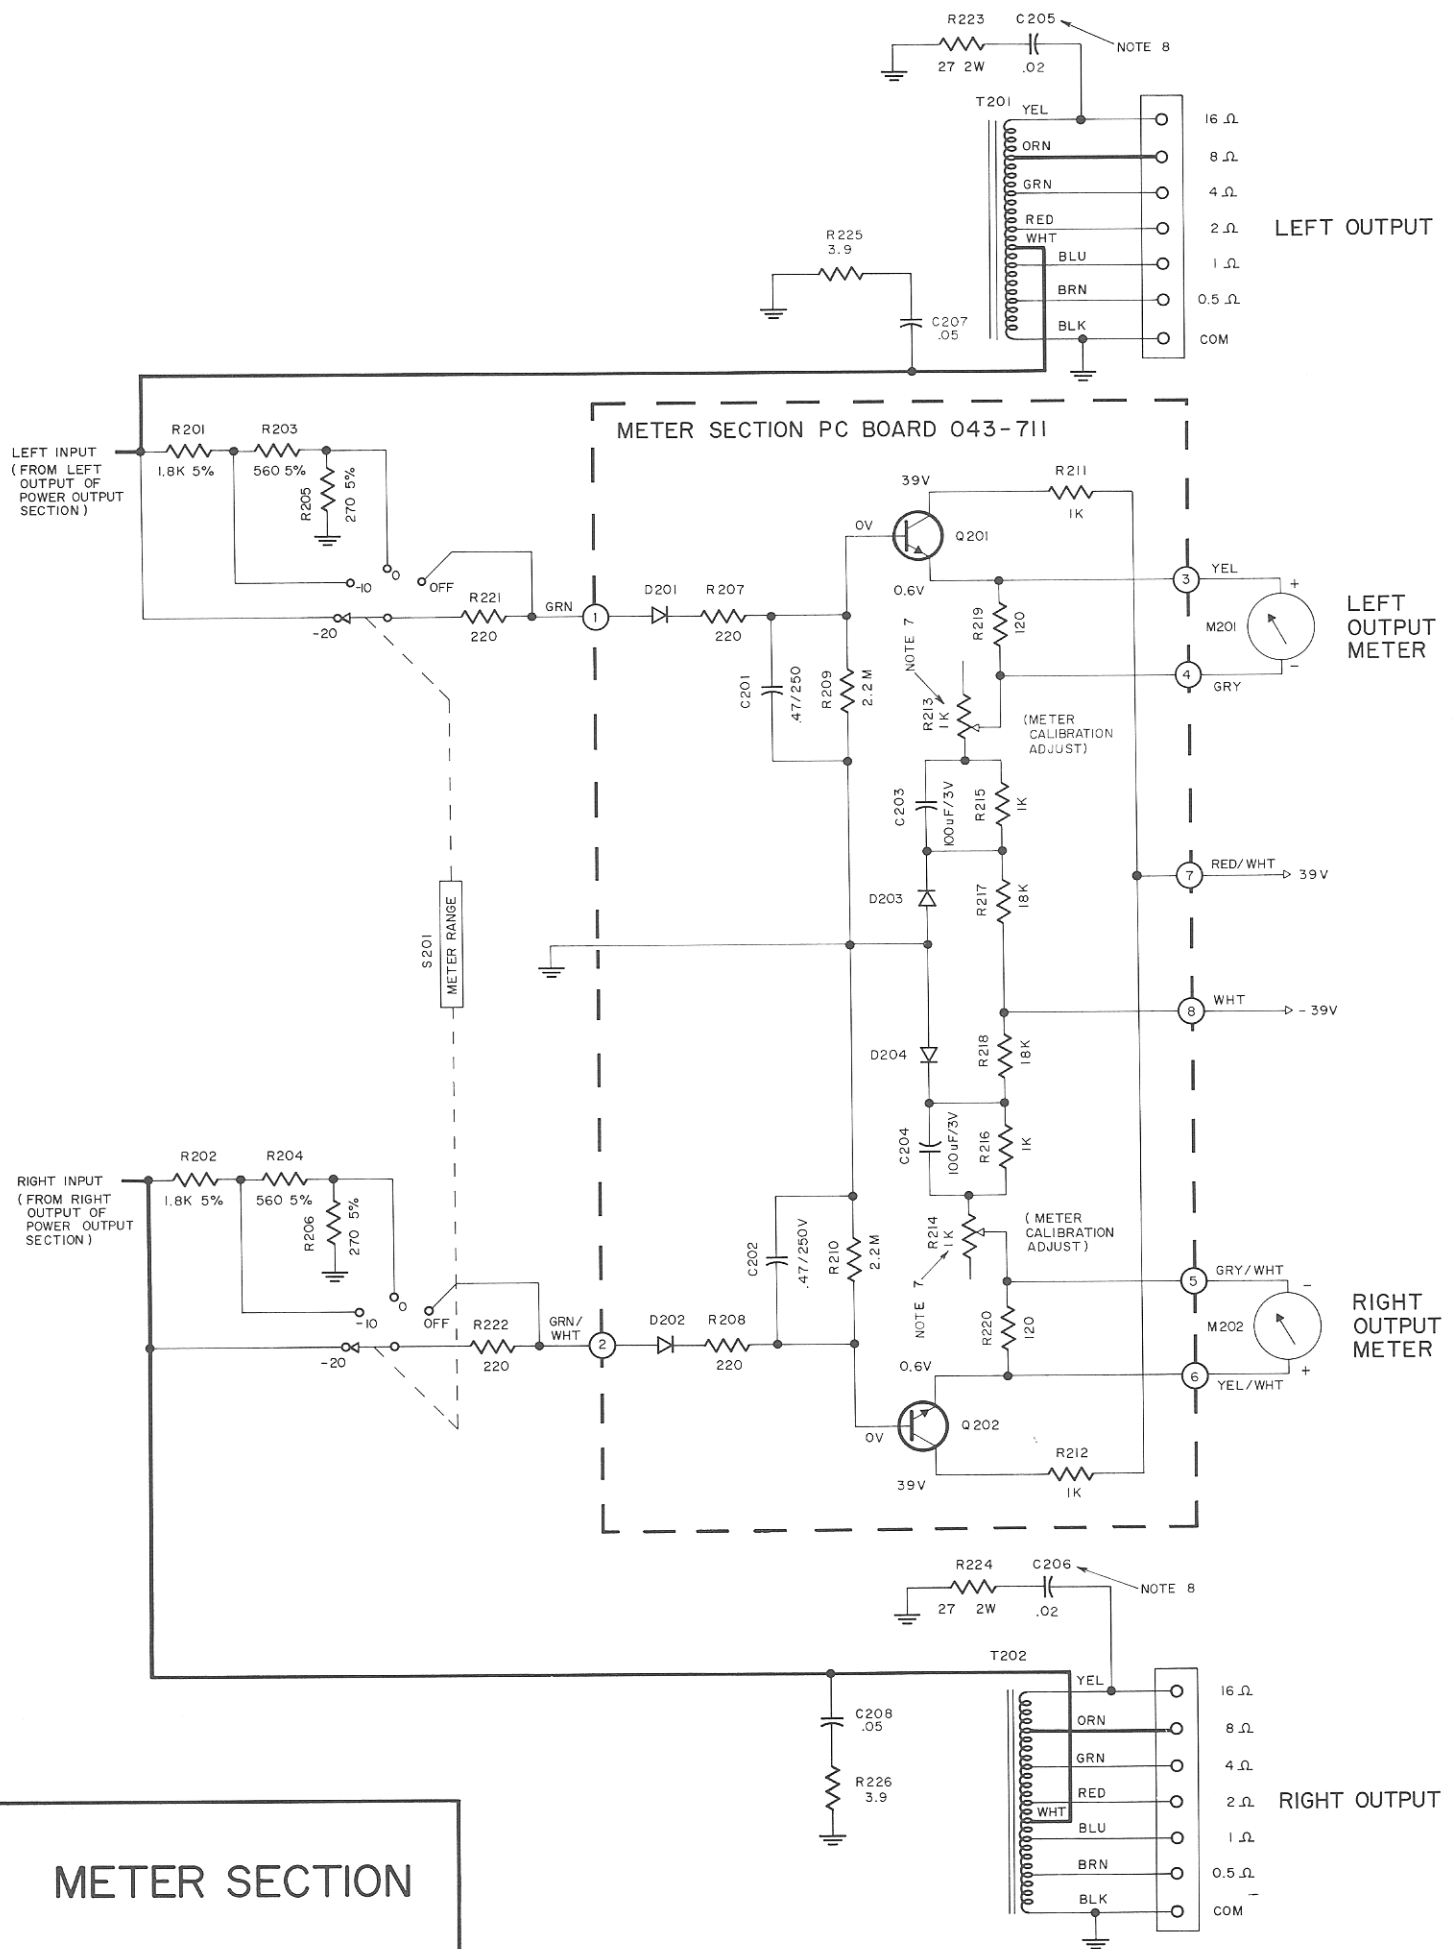 R223 C205
NOTE 8
27 2W .02
T201
YEL 16 Ω
ORN 8 Ω
GRN 4 Ω
RED 2 Ω
LEFT OUTPUT
WHT
BLU 1 Ω
BRN 0.5 Ω
BLK COM
R225
3.9
C207
.05
METER SECTION PC BOARD 043-711
LEFT INPUT
(FROM LEFT
OUTPUT OF
POWER OUTPUT
SECTION)
R201 R203
1.8K 5% 560 5%
R205
270 5%
-10 0 OFF
-20
R221
220
GRN
1
D201 R207
220
C201
.47/250
R209
2.2M
39V
0V
Q201
0.6V
R211
1K
3 YEL
+
M201
-
4
GRY
LEFT
OUTPUT
METER
R219
120
NOTE 7
R213
1K
(METER
CALIBRATION
ADJUST)
C203
100uF/3V
R215
1K
D203
R217
18K
7 RED/WHT 39V
S201
METER RANGE
8 WHT -39V
D204
R218
18K
C204
100uF/3V
R216
1K
RIGHT INPUT
(FROM RIGHT
OUTPUT OF
POWER OUTPUT
SECTION)
R202 R204
1.8K 5% 560 5%
R206
270 5%
-10 0 OFF
-20
R222
220
GRN/
WHT
2
D202 R208
220
C202
.47/250V
R210
2.2M
R214
1K
NOTE 7
(METER
CALIBRATION
ADJUST)
R220
120
5 GRY/WHT
-
M202
+
6
YEL/WHT
RIGHT
OUTPUT
METER
0.6V
0V
Q202
39V
R212
1K
R224 C206
NOTE 8
27 2W .02
T202
YEL 16 Ω
ORN 8 Ω
GRN 4 Ω
RED 2 Ω
RIGHT OUTPUT
WHT
BLU 1 Ω
BRN 0.5 Ω
BLK COM
C208
.05
R226
3.9
METER SECTION